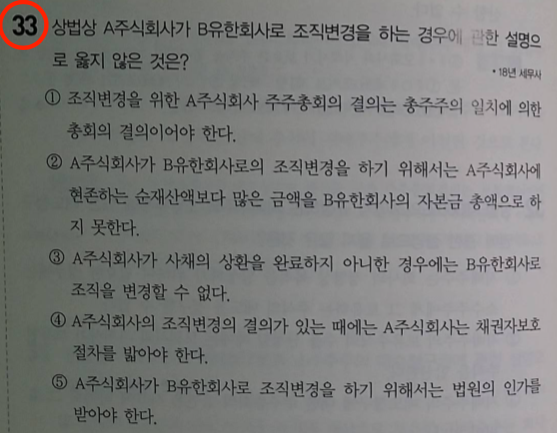 33 상법상 A주식회사가 B유한회사로 조직변경을 하는 경우에 관한 설명으
로 옳지 않은 것은?
• 18년 세무사
① 조직변경을 위한 A주식회사 주주총회의 결의는 총주주의 일치에 의한
총회의 결의이어야 한다.
② A주식회사가 B유한회사로의 조직변경을 하기 위해서는 A주식회사에
현존하는 순재산액보다 많은 금액을 B유한회사의 자본금 총액으로 하
지 못한다.
③ A주식회사가 사채의 상환을 완료하지 아니한 경우에는 B유한회사로
조직을 변경할 수 없다.
④ A주식회사의 조직변경의 결의가 있는 때에는 A주식회사는 채권자보호
절차를 밟아야 한다.
⑤ A주식회사가 B유한회사로 조직변경을 하기 위해서는 법원의 인가를
받아야 한다.